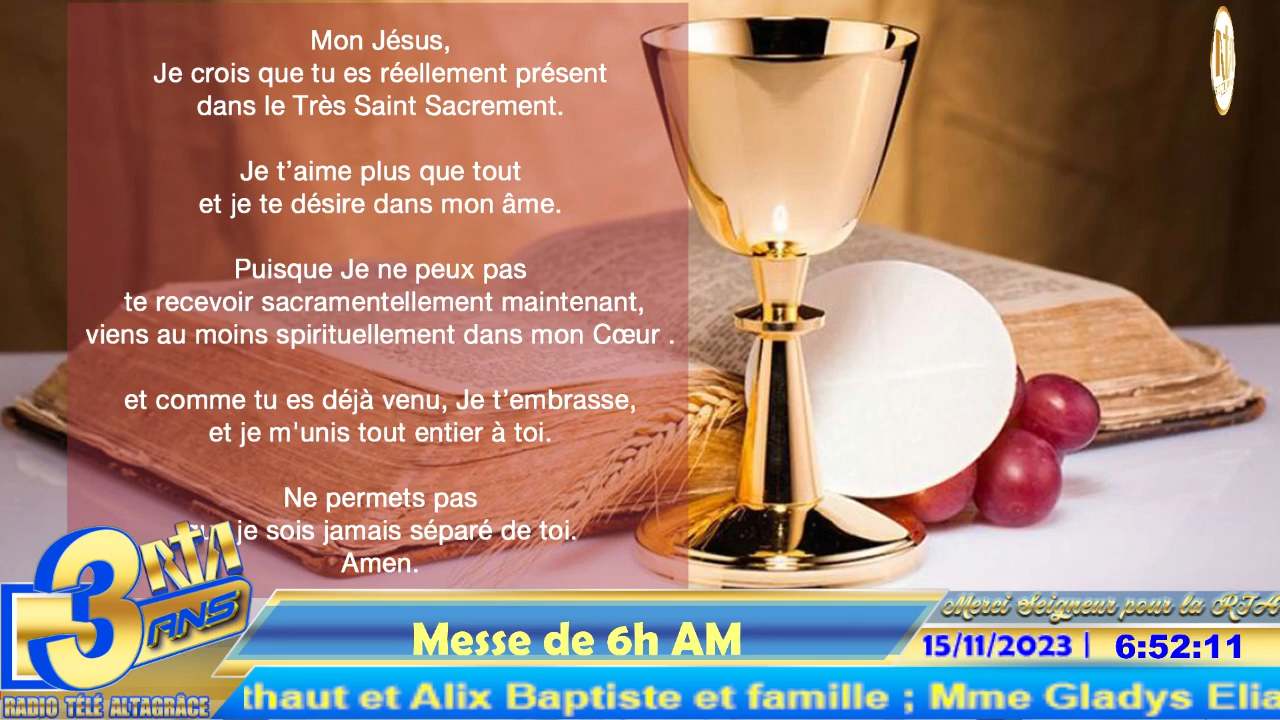 Mon Jésus,
Je crois que tu es réellement présent
dans le Très Saint Sacrement.
Je t’aime plus que tout
et je te désire dans mon âme.
Puisque Je ne peux pas
te recevoir sacramentellement maintenant,
viens au moins spirituellement dans mon Cœur .
et comme tu es déjà venu, Je t’embrasse,
et je m'unis tout entier à toi.
Ne permets pas
je sois jamais séparé de toi.
Amen.
3 RTA
ANS
RADIO TÉLÉ ALTAGRÂCE
Messe de 6h AM
Merci Seigneur pour la RTA
15/11/2023 | 6:52:11
thaut et Alix Baptiste et famille ; Mme Gladys Elia